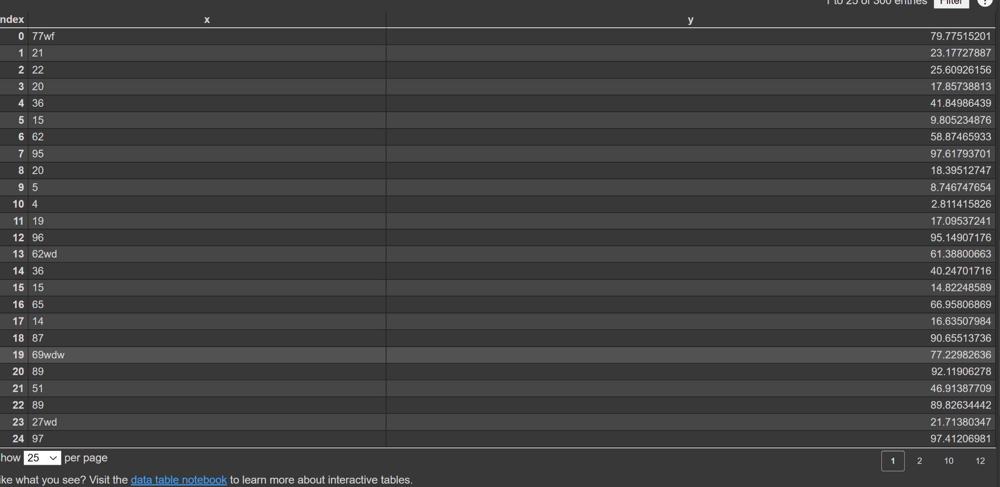 1 to 25 of 300 entries Filter ?
ndex x y
0 77wf 79.77515201
1 21 23.17727887
2 22 25.60926156
3 20 17.85738813
4 36 41.84986439
5 15 9.805234876
6 62 58.87465933
7 95 97.61793701
8 20 18.39512747
9 5 8.746747654
10 4 2.811415826
11 19 17.09537241
12 96 95.14907176
13 62wd 61.38800663
14 36 40.24701716
15 15 14.82248589
16 65 66.95806869
17 14 16.63507984
18 87 90.65513736
19 69wdw 77.22982636
20 89 92.11906278
21 51 46.91387709
22 89 89.82634442
23 27wd 21.71380347
24 97 97.41206981
how 25 per page 1 2 10 12
ike what you see? Visit the data table notebook to learn more about interactive tables.